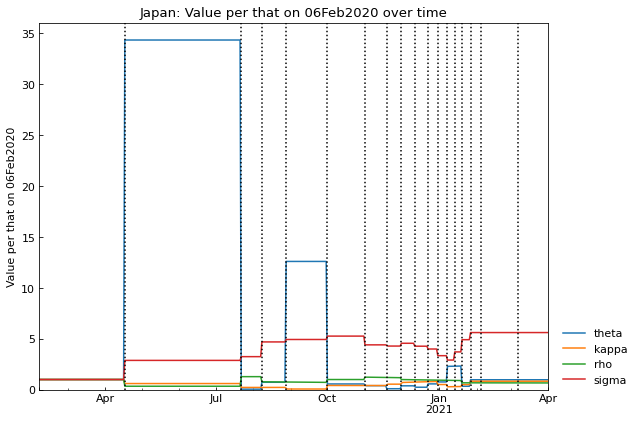 Japan: Value per that on 06Feb2020 over time
Value per that on 06Feb2020
35
30
25
20
15
10
5
0
Apr
Jul
Oct
Jan
2021
Apr
theta
kappa
rho
sigma